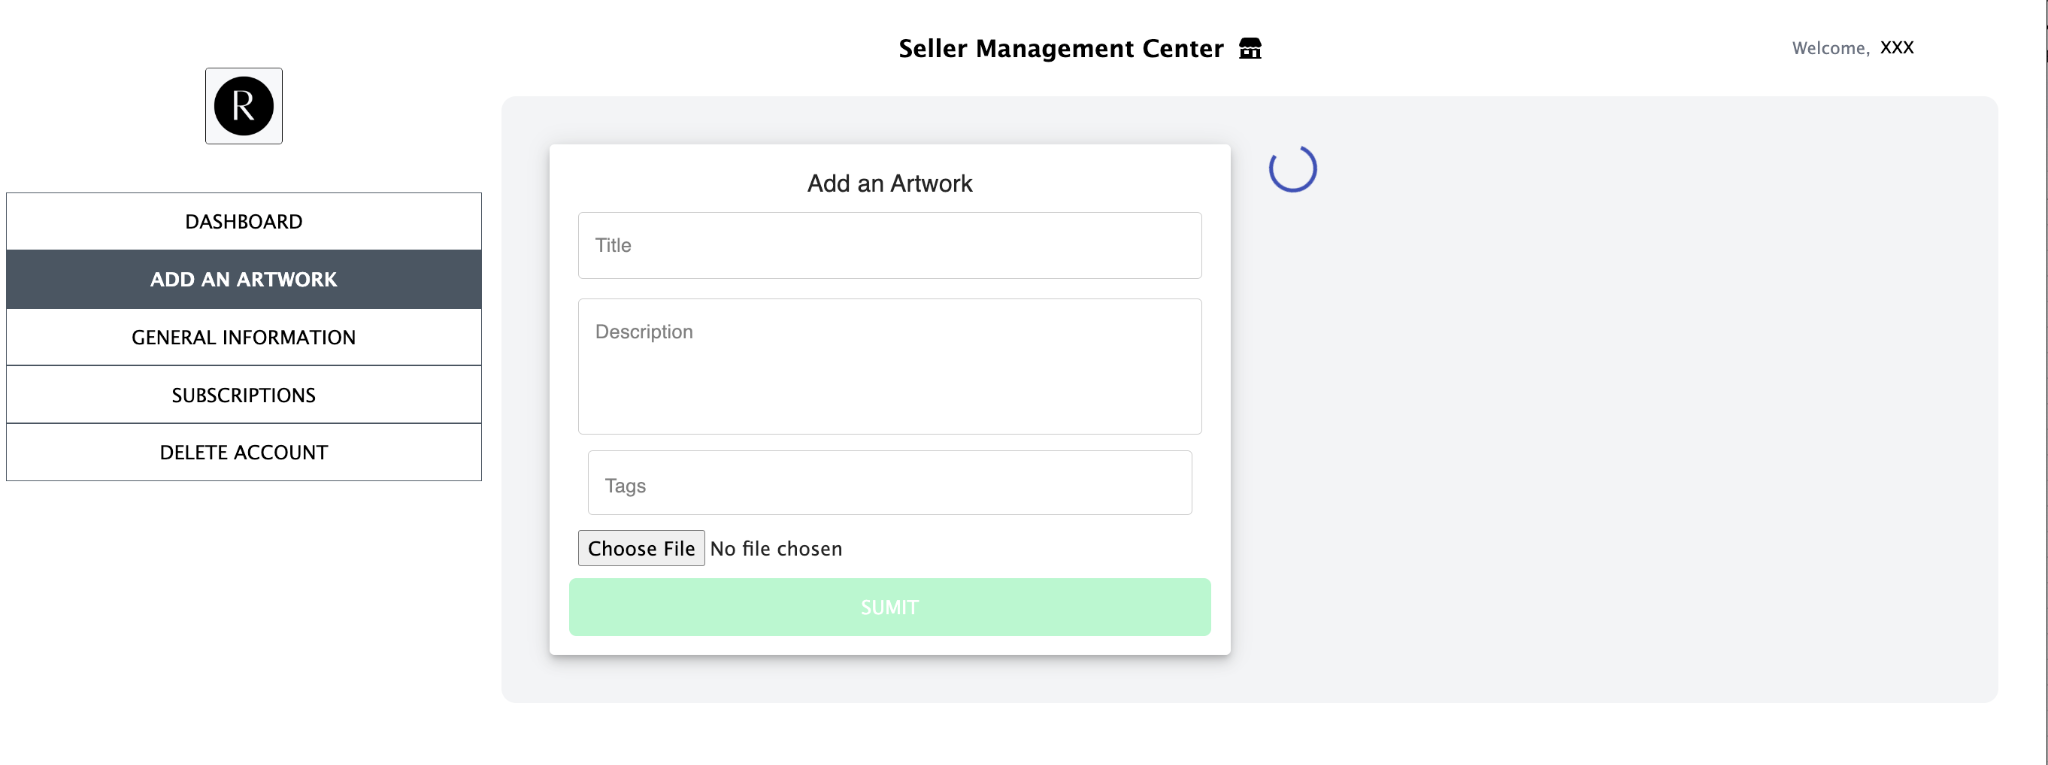 Seller Management Center
Welcome, XXX
R
DASHBOARD
ADD AN ARTWORK
GENERAL INFORMATION
SUBSCRIPTIONS
DELETE ACCOUNT
Add an Artwork
Title
Description
Tags
Choose File No file chosen
SUMIT